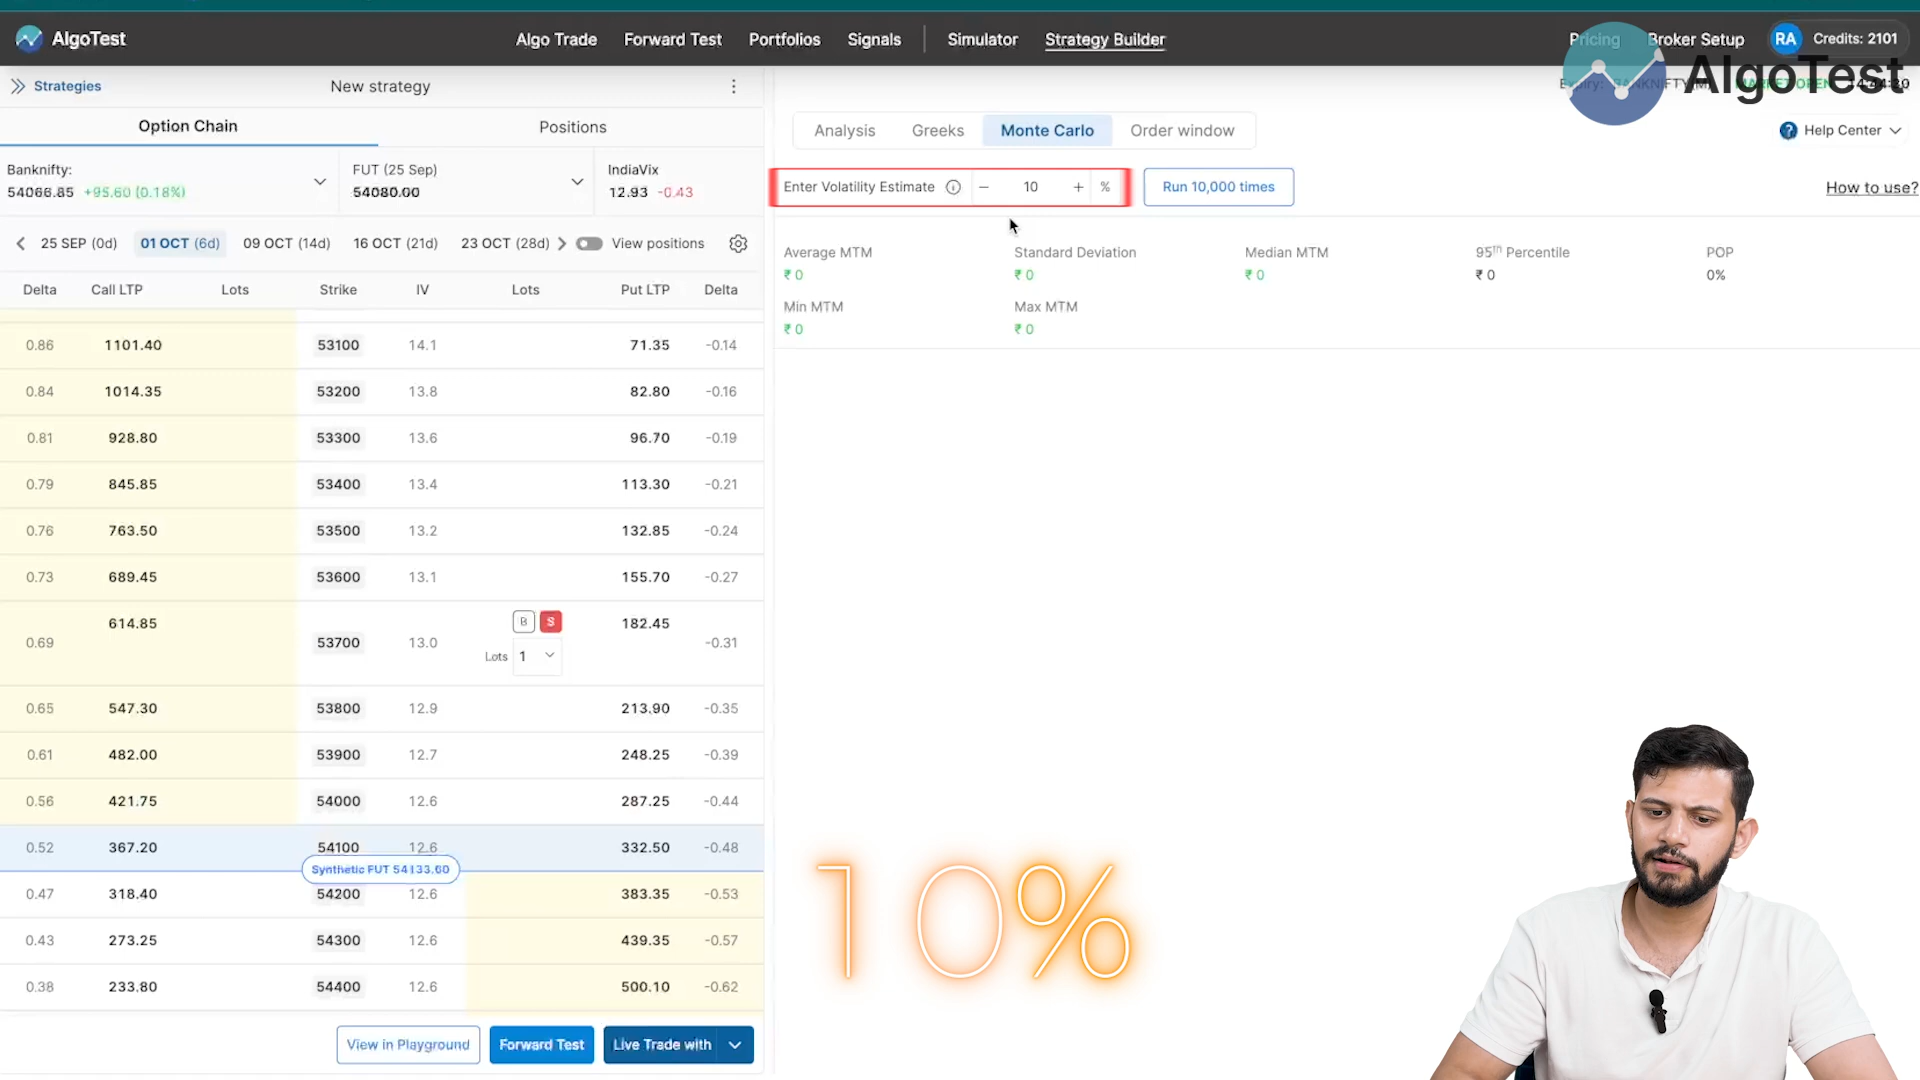 AlgoTest
Algo Trade Forward Test Portfolios Signals Simulator Strategy Builder Pricing Broker Setup RA Credits: 2101
AlgoTest
Strategies New strategy
Option Chain Positions
Analysis Greeks Monte Carlo Order window
Help Center
Banknifty: FUT (25 Sep) IndiaVix
54066.85 +95.60 (0.18%) 54080.00 12.93 -0.43
Enter Volatility Estimate − 10 + % Run 10,000 times How to use?
25 SEP (0d) 01 OCT (6d) 09 OCT (14d) 16 OCT (21d) 23 OCT (28d) View positions
Average MTM Standard Deviation Median MTM 95th Percentile POP
₹ 0 ₹ 0 ₹ 0 ₹ 0 0%
Min MTM Max MTM
₹ 0 ₹ 0
Delta Call LTP Lots Strike IV Lots Put LTP Delta
0.86 1101.40 53100 14.1 71.35 -0.14
0.84 1014.35 53200 13.8 82.80 -0.16
0.81 928.80 53300 13.6 96.70 -0.19
0.79 845.85 53400 13.4 113.30 -0.21
0.76 763.50 53500 13.2 132.85 -0.24
0.73 689.45 53600 13.1 155.70 -0.27
0.69 614.85 53700 13.0 B S 182.45 -0.31
Lots 1
0.65 547.30 53800 12.9 213.90 -0.35
0.61 482.00 53900 12.7 248.25 -0.39
0.56 421.75 54000 12.6 287.25 -0.44
0.52 367.20 54100 12.6 332.50 -0.48
Synthetic FUT 54133.60
0.47 318.40 54200 12.6 383.35 -0.53
0.43 273.25 54300 12.6 439.35 -0.57
0.38 233.80 54400 12.6 500.10 -0.62
10%
View in Playground Forward Test Live Trade with